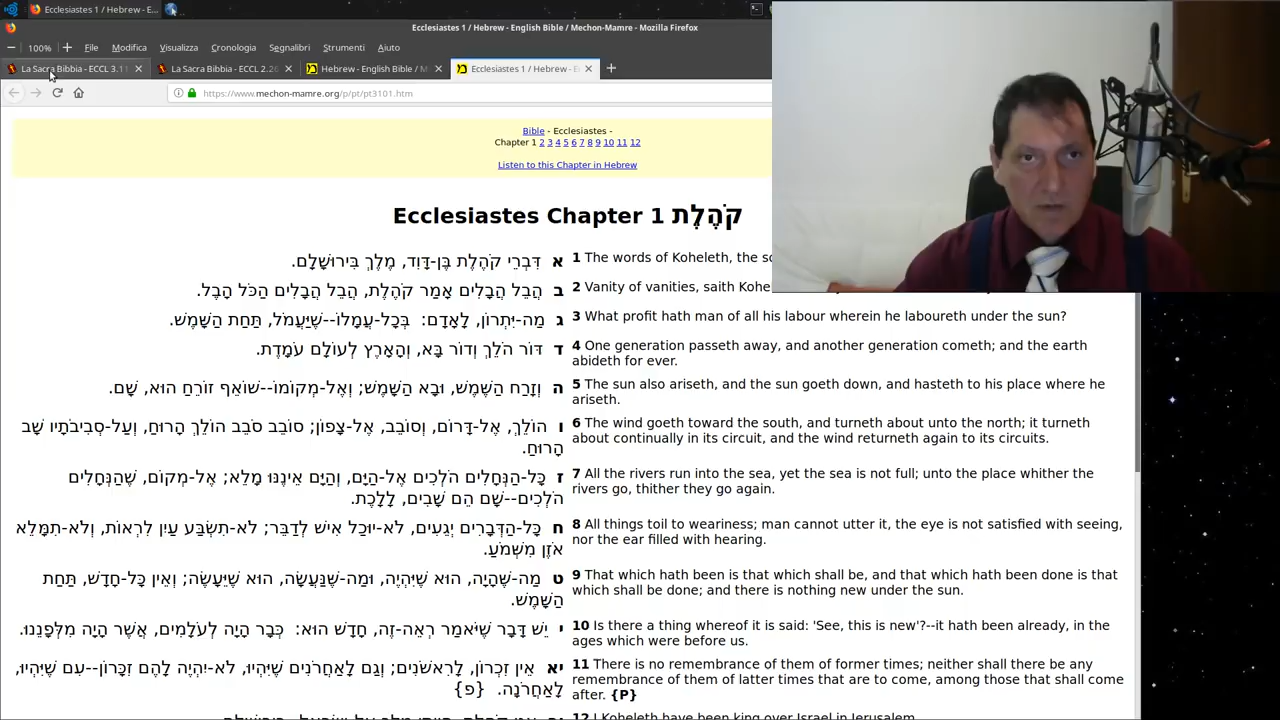 Ecclesiastes 1 / Hebrew - E...
Ecclesiastes 1 / Hebrew - English Bible / Mechon-Mamre - Mozilla Firefox
100% File Modifica Visualizza Cronologia Segnalibri Strumenti Aiuto
La Sacra Bibbia - ECCL 3.11 La Sacra Bibbia - ECCL 2.26 Hebrew - English Bible / M Ecclesiastes 1 / Hebrew - E
https://www.mechon-mamre.org/p/pt/pt3101.htm
Bible - Ecclesiastes -
Chapter 1 2 3 4 5 6 7 8 9 10 11 12
Listen to this Chapter in Hebrew
Ecclesiastes Chapter 1 קֹהֶלֶת
א דִּבְרֵי קֹהֶלֶת בֶּן-דָּוִד, מֶלֶךְ בִּירוּשָׁלִָם.
1 The words of Koheleth, the so
ב הֲבֵל הֲבָלִים אָמַר קֹהֶלֶת, הֲבֵל הֲבָלִים הַכֹּל הָבֶל.
2 Vanity of vanities, saith Kohe
ג מַה-יִּתְרוֹן, לָאָדָם: בְּכָל-עֲמָלוֹ--שֶׁיַּעֲמֹל, תַּחַת הַשָּׁמֶשׁ.
3 What profit hath man of all his labour wherein he laboureth under the sun?
ד דּוֹר הֹלֵךְ וְדוֹר בָּא, וְהָאָרֶץ לְעוֹלָם עֹמָדֶת.
4 One generation passeth away, and another generation cometh; and the earth
abideth for ever.
ה וְזָרַח הַשֶּׁמֶשׁ, וּבָא הַשָּׁמֶשׁ; וְאֶל-מְקוֹמוֹ--שׁוֹאֵף זוֹרֵחַ הוּא, שָׁם.
5 The sun also ariseth, and the sun goeth down, and hasteth to his place where he
ariseth.
ו הוֹלֵךְ, אֶל-דָּרוֹם, וְסוֹבֵב, אֶל-צָפוֹן; סוֹבֵב סֹבֵב הוֹלֵךְ הָרוּחַ, וְעַל-סְבִיבֹתָיו שָׁב
הָרוּחַ.
6 The wind goeth toward the south, and turneth about unto the north; it turneth
about continually in its circuit, and the wind returneth again to its circuits.
ז כָּל-הַנְּחָלִים הֹלְכִים אֶל-הַיָּם, וְהַיָּם אֵינֶנּוּ מָלֵא; אֶל-מְקוֹם, שֶׁהַנְּחָלִים
הֹלְכִים--שָׁם הֵם שָׁבִים, לָלָכֶת.
7 All the rivers run into the sea, yet the sea is not full; unto the place whither the
rivers go, thither they go again.
ח כָּל-הַדְּבָרִים יְגֵעִים, לֹא-יוּכַל אִישׁ לְדַבֵּר; לֹא-תִשְׂבַּע עַיִן לִרְאוֹת, וְלֹא-תִמָּלֵא
אֹזֶן מִשְּׁמֹעַ.
8 All things toil to weariness; man cannot utter it, the eye is not satisfied with seeing,
nor the ear filled with hearing.
ט מַה-שֶּׁהָיָה, הוּא שֶׁיִּהְיֶה, וּמַה-שֶּׁנַּעֲשָׂה, הוּא שֶׁיֵּעָשֶׂה; וְאֵין כָּל-חָדָשׁ, תַּחַת
הַשָּׁמֶשׁ.
9 That which hath been is that which shall be, and that which hath been done is that
which shall be done; and there is nothing new under the sun.
י יֵשׁ דָּבָר שֶׁיֹּאמַר רְאֵה-זֶה, חָדָשׁ הוּא: כְּבָר הָיָה לְעֹלָמִים, אֲשֶׁר הָיָה מִלְּפָנֵנוּ.
10 Is there a thing whereof it is said: 'See, this is new'?--it hath been already, in the
ages which were before us.
יא אֵין זִכְרוֹן, לָרִאשֹׁנִים; וְגַם לָאַחֲרֹנִים שֶׁיִּהְיוּ, לֹא-יִהְיֶה לָהֶם זִכָּרוֹן--עִם שֶׁיִּהְיוּ,
לָאַחֲרֹנָה. {פ}
11 There is no remembrance of them of former times; neither shall there be any
remembrance of them of latter times that are to come, among those that shall come
after. {P}
12 I Koheleth have been king over Israel in Jerusalem.